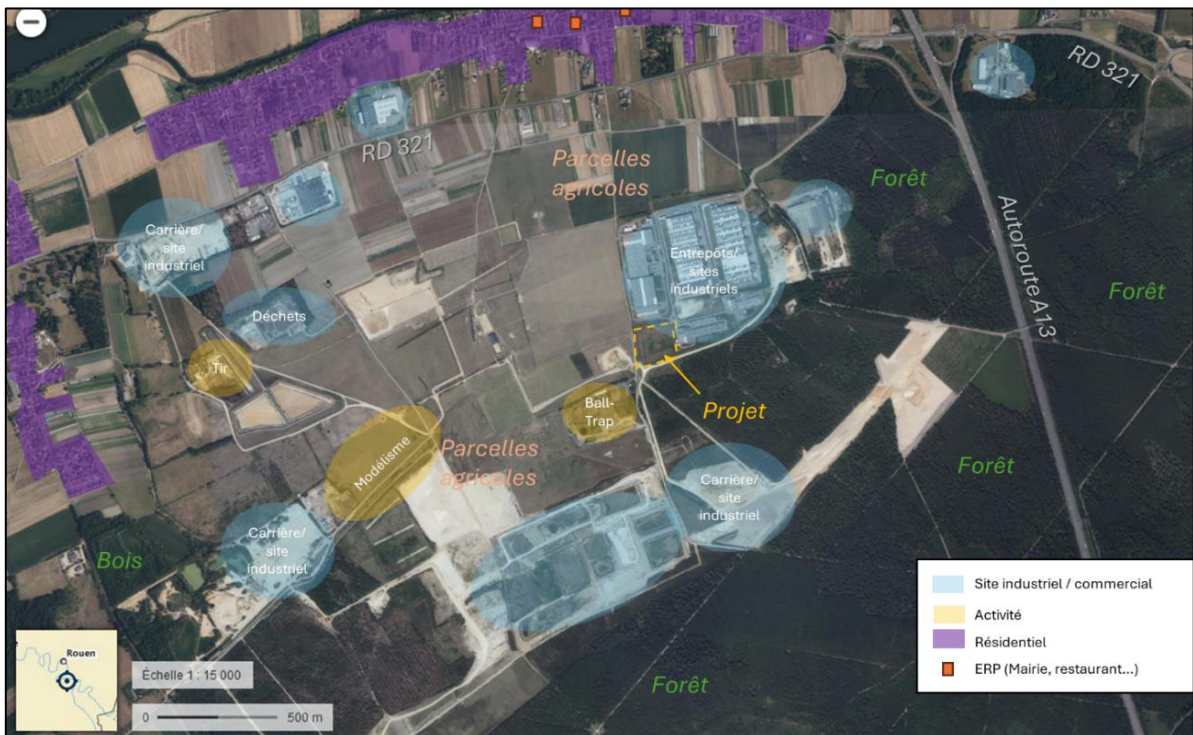 RD 321
RD 321
Parcelles
agricoles
Forêt
Autoroute A13
Forêt
Carrière/
site
industriel
Entrepôts/
sites
industriels
Déchets
Tir
Ball-
Trap
Projet
Modélisme
Parcelles
agricoles
Forêt
Carrière/
site
industriel
Carrière/
site
industriel
Bois
Forêt
Rouen
Échelle 1 : 15 000
0 500 m
Site industriel / commercial
Activité
Résidentiel
ERP (Mairie, restaurant...)